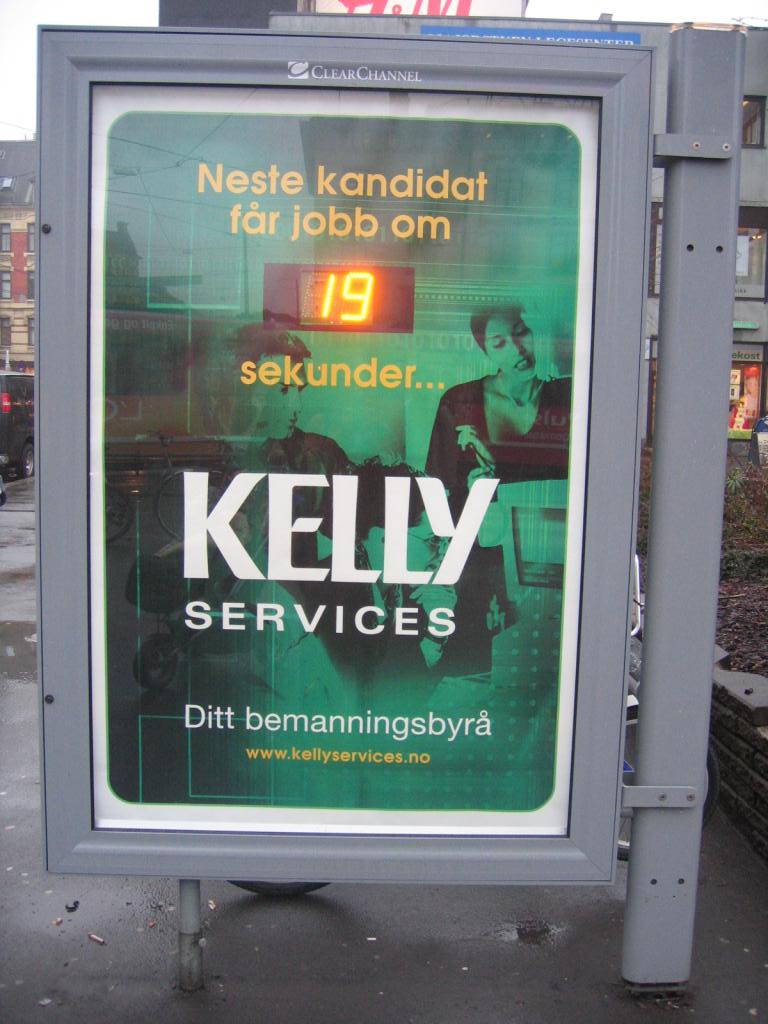 H&M
CLEARCHANNEL
Neste kandidat
får jobb om
19
sekunder...
KELLY
SERVICES
Ditt bemanningsbyrå
www.kellyservices.no